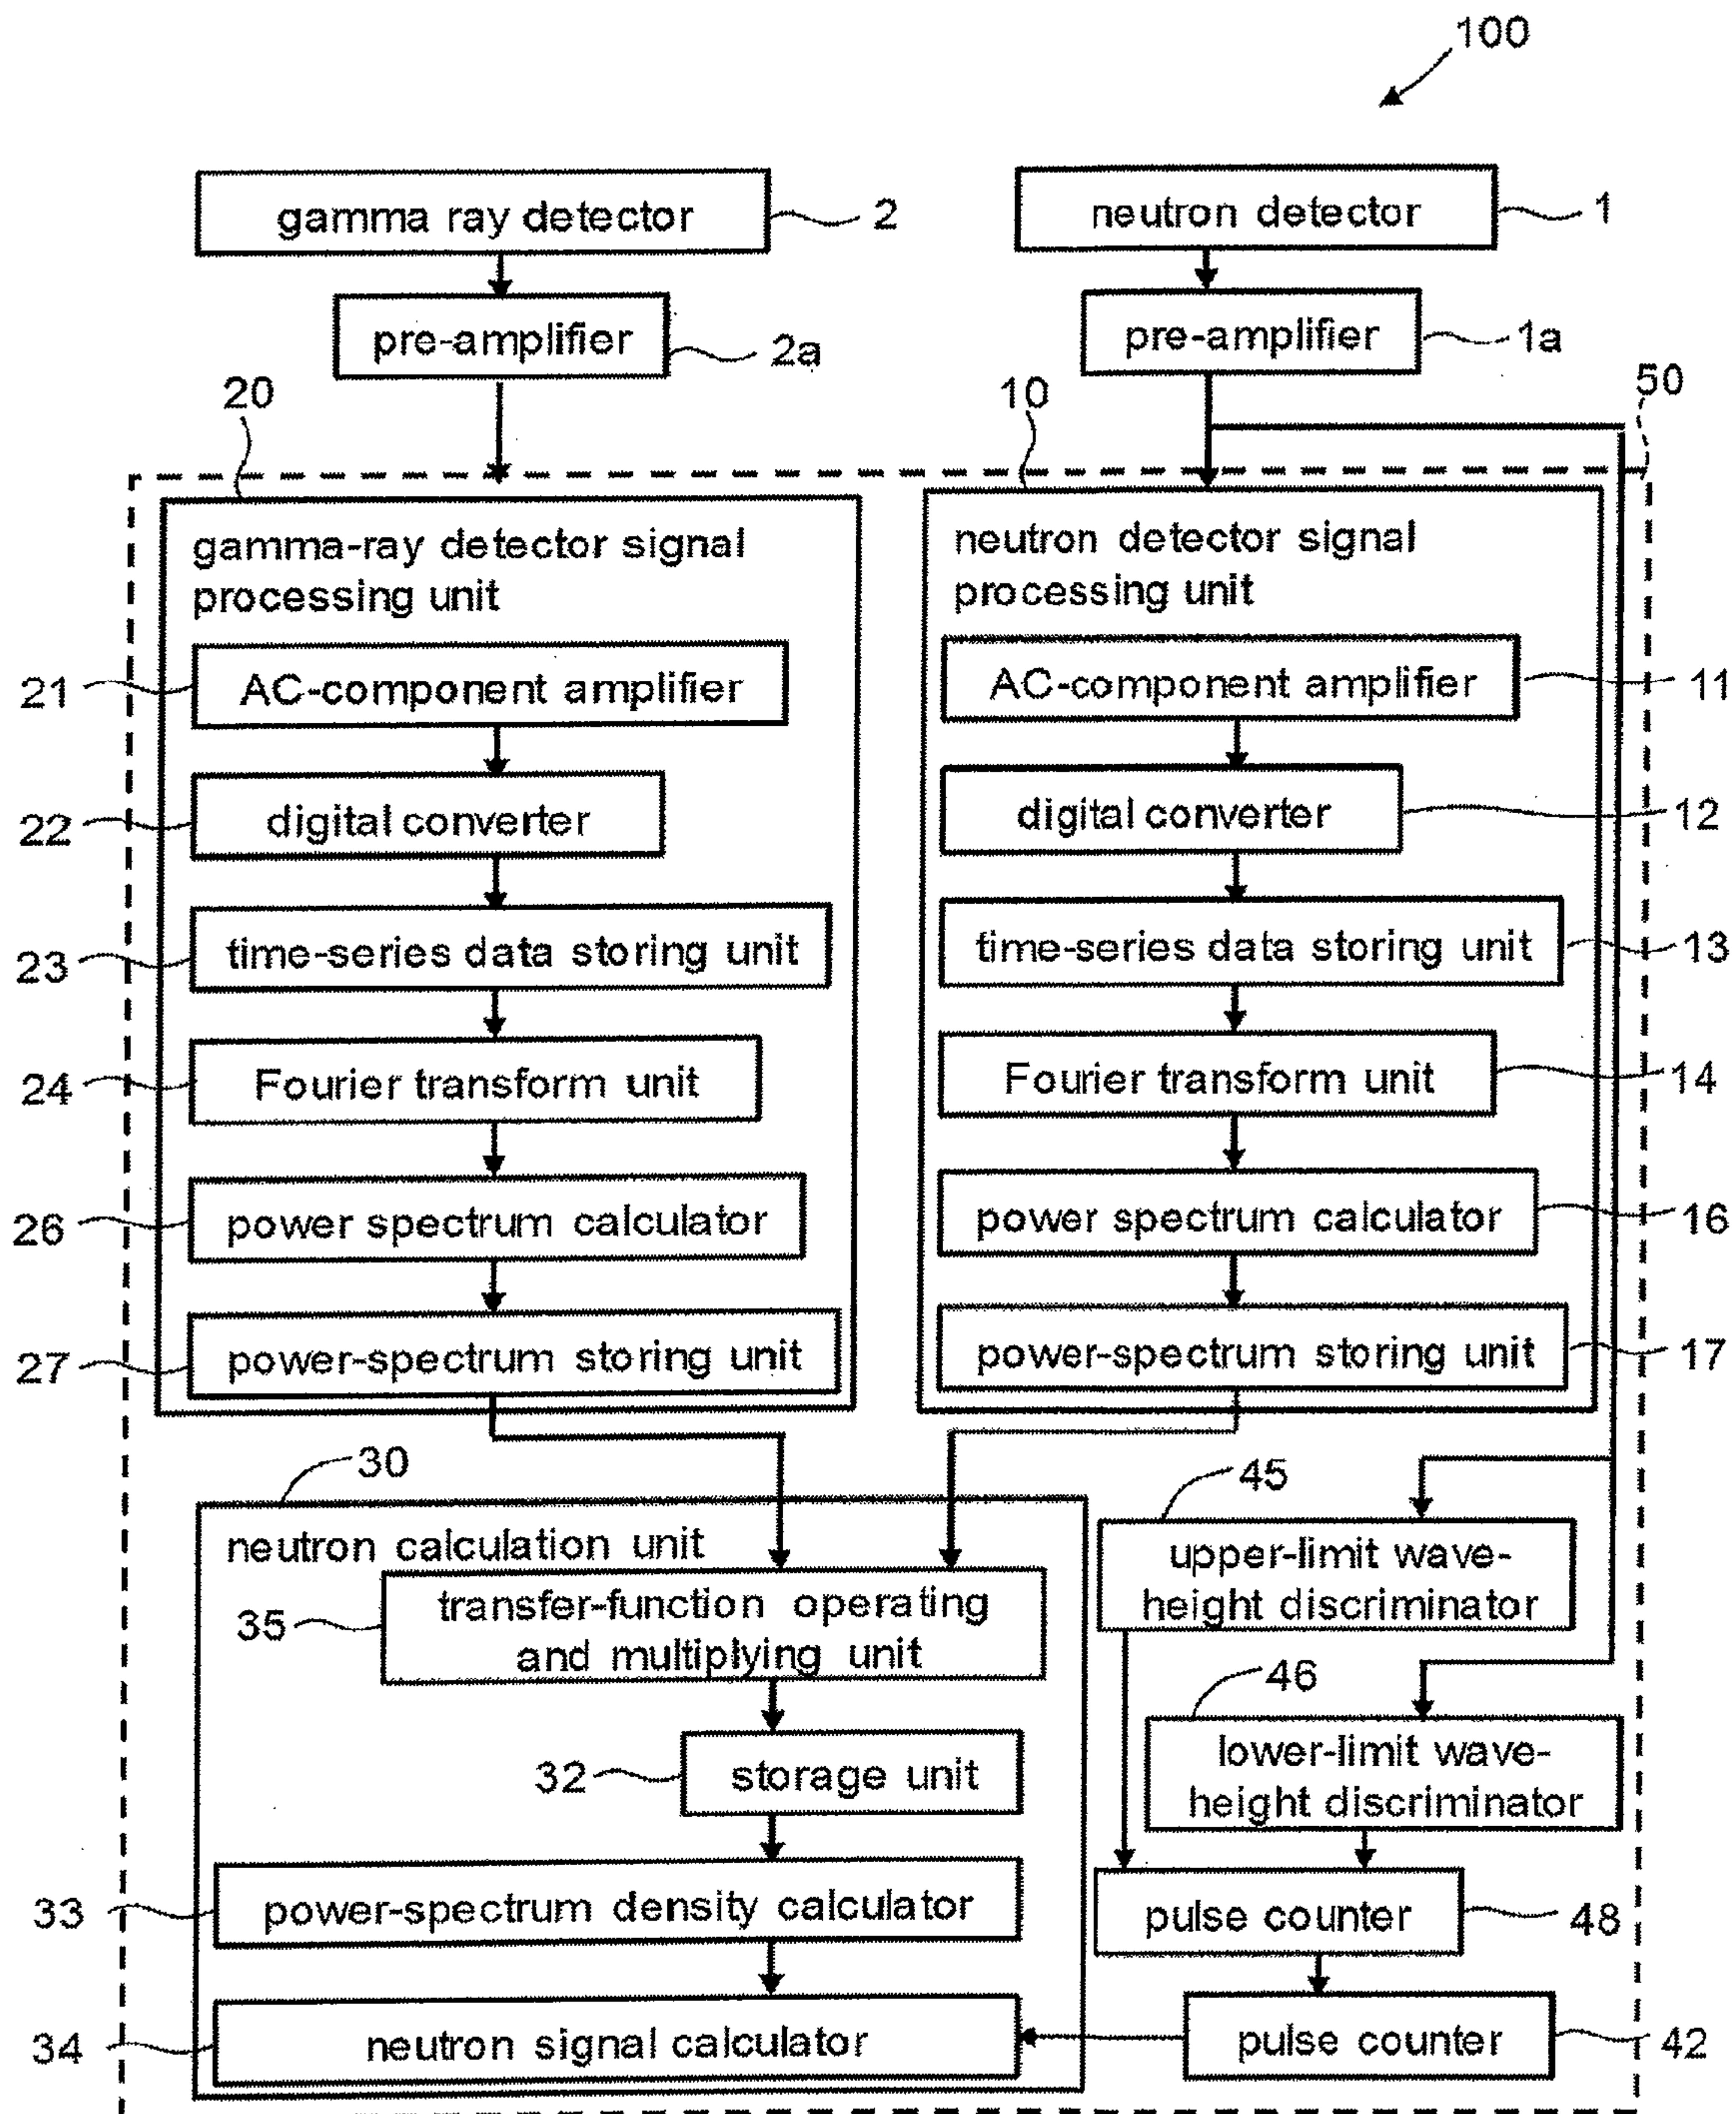 100
gamma ray detector
2
neutron detector
1
pre-amplifier
2a
pre-amplifier
1a
20
10
50
gamma-ray detector signal
processing unit
21
AC-component amplifier
22
digital converter
23
time-series data storing unit
24
Fourier transform unit
26
power spectrum calculator
27
power-spectrum storing unit
neutron detector signal
processing unit
AC-component amplifier
11
digital converter
12
time-series data storing unit
13
Fourier transform unit
14
power spectrum calculator
16
power-spectrum storing unit
17
30
neutron calculation unit
35
transfer-function operating
and multiplying unit
32
storage unit
33
power-spectrum density calculator
34
neutron signal calculator
45
upper-limit wave-
height discriminator
46
lower-limit wave-
height discriminator
pulse counter
48
pulse counter
42